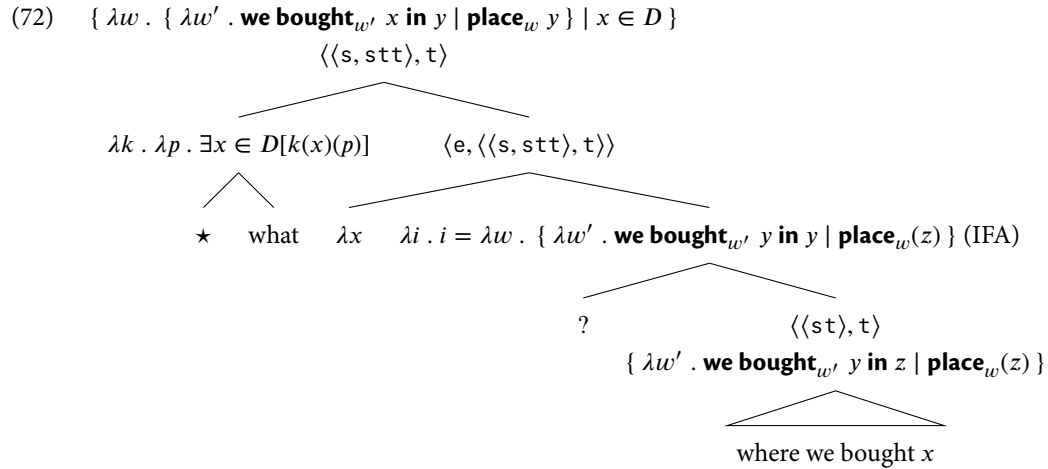 (72) { λw . { λw′ . we bought_w′ x in y | place_w y } | x ∈ D }
⟨⟨s, stt⟩, t⟩
λk . λp . ∃x ∈ D[k(x)(p)] ⟨e, ⟨⟨s, stt⟩, t⟩⟩
⋆ what λx λi . i = λw . { λw′ . we bought_w′ y in y | place_w(z) } (IFA)
? ⟨⟨st⟩, t⟩
{ λw′ . we bought_w′ y in z | place_w(z) }
where we bought x